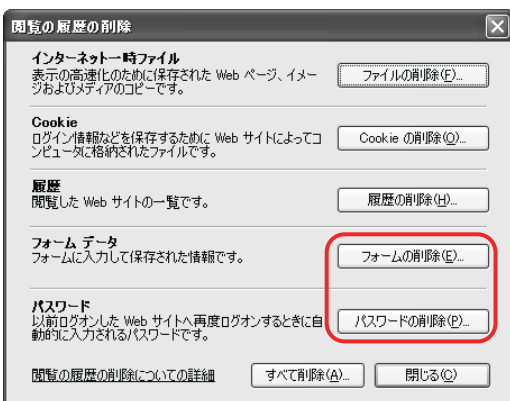 閲覧の履歴の削除
インターネット一時ファイル
表示の高速化のために保存された Web ページ、イメー
ジおよびメディアのコピーです。
ファイルの削除(F)...
Cookie
ログイン情報などを保存するために Web サイトによってコ
ンピュータに格納されたファイルです。
Cookie の削除(O)...
履歴
閲覧した Web サイトの一覧です。
履歴の削除(H)...
フォーム データ
フォームに入力して保存された情報です。
フォームの削除(E)...
パスワード
以前ログオンした Web サイトへ再度ログオンするときに自
動的に入力されるパスワードです。
パスワードの削除(P)...
閲覧の履歴の削除についての詳細
すべて削除(A)...
閉じる(C)